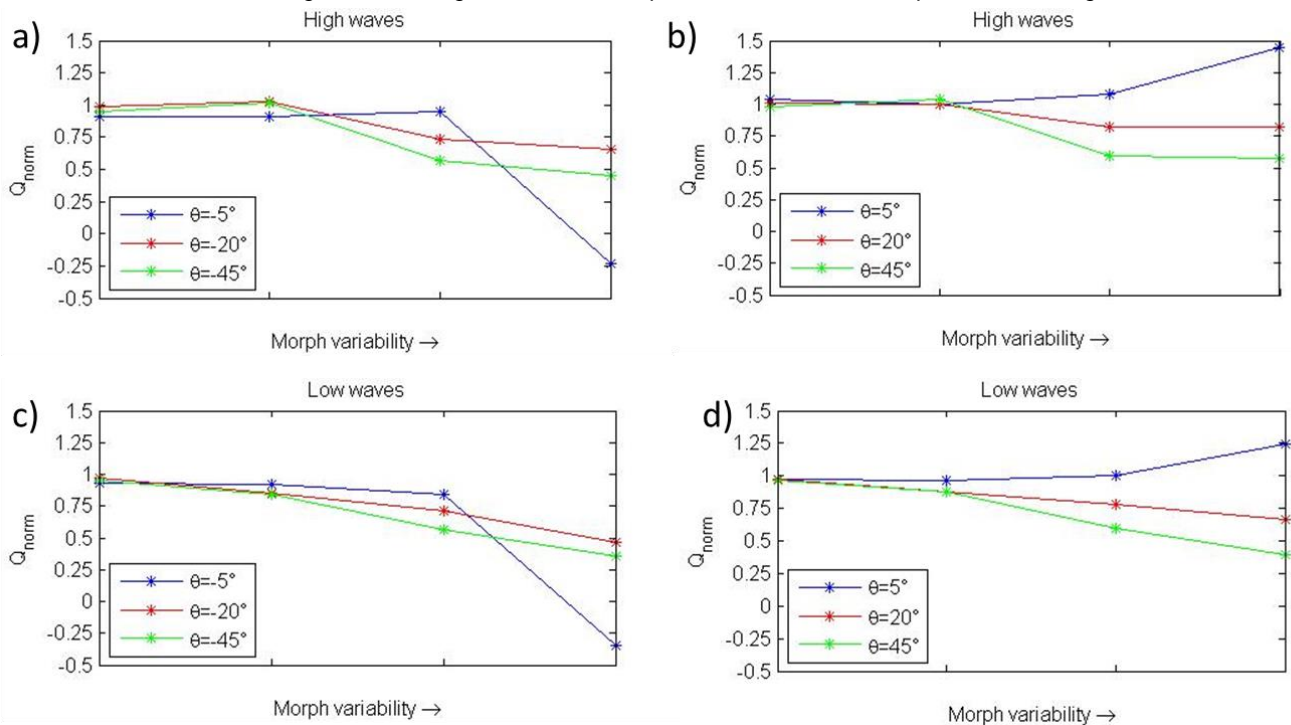 High waves
a)
1.5
1.25
1
0.75
0.5
0.25
0
-0.25
-0.5
Qnorm
θ=-5°
θ=-20°
θ=-45°
Morph variability →
High waves
b)
1.5
1.25
1
0.75
0.5
0.25
0
-0.25
-0.5
Qnorm
θ=5°
θ=20°
θ=45°
Morph variability →
Low waves
c)
1.5
1.25
1
0.75
0.5
0.25
0
-0.25
-0.5
Qnorm
θ=-5°
θ=-20°
θ=-45°
Morph variability →
Low waves
d)
1.5
1.25
1
0.75
0.5
0.25
0
-0.25
-0.5
Qnorm
θ=5°
θ=20°
θ=45°
Morph variability →